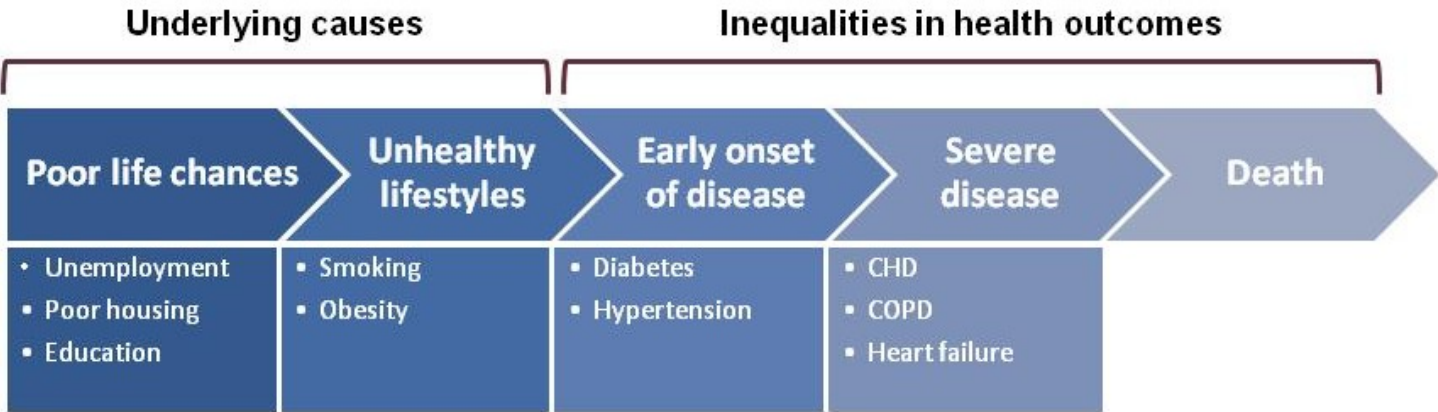 Underlying causes
Inequalities in health outcomes
Poor life chances
Unhealthy
lifestyles
Early onset
of disease
Severe
disease
Death
• Unemployment
• Poor housing
• Education
• Smoking
• Obesity
• Diabetes
• Hypertension
• CHD
• COPD
• Heart failure